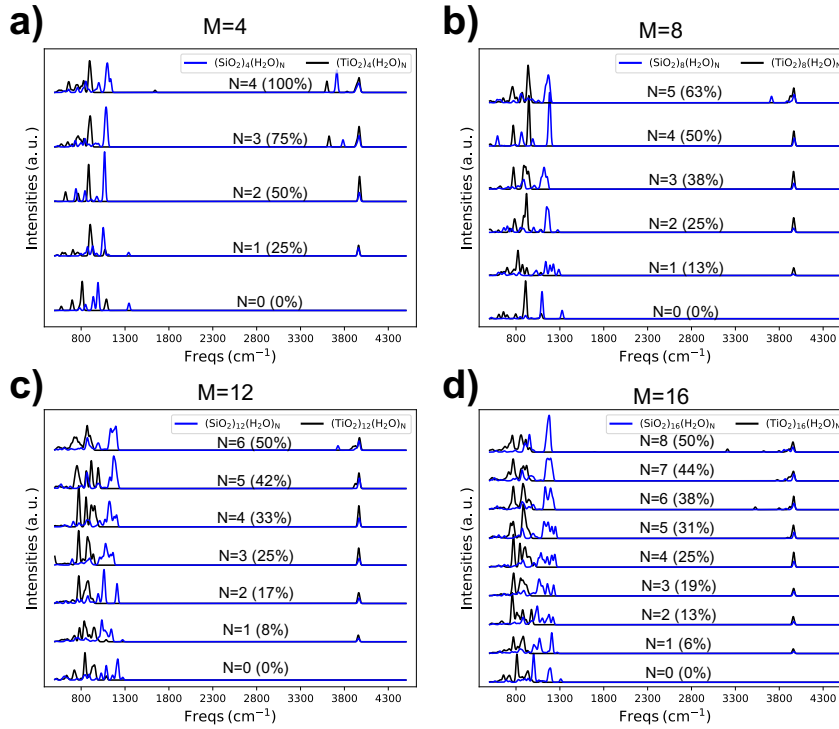 a)
M=4
(SiO₂)₄(H₂O)N
(TiO₂)₄(H₂O)N
N=4 (100%)
N=3 (75%)
N=2 (50%)
N=1 (25%)
N=0 (0%)
Intensities (a. u.)
800 1300 1800 2300 2800 3300 3800 4300
Freqs (cm⁻¹)
b)
M=8
(SiO₂)₈(H₂O)N
(TiO₂)₈(H₂O)N
N=5 (63%)
N=4 (50%)
N=3 (38%)
N=2 (25%)
N=1 (13%)
N=0 (0%)
Intensities (a. u.)
800 1300 1800 2300 2800 3300 3800 4300
Freqs (cm⁻¹)
c)
M=12
(SiO₂)₁₂(H₂O)N
(TiO₂)₁₂(H₂O)N
N=6 (50%)
N=5 (42%)
N=4 (33%)
N=3 (25%)
N=2 (17%)
N=1 (8%)
N=0 (0%)
Intensities (a. u.)
800 1300 1800 2300 2800 3300 3800 4300
Freqs (cm⁻¹)
d)
M=16
(SiO₂)₁₆(H₂O)N
(TiO₂)₁₆(H₂O)N
N=8 (50%)
N=7 (44%)
N=6 (38%)
N=5 (31%)
N=4 (25%)
N=3 (19%)
N=2 (13%)
N=1 (6%)
N=0 (0%)
Intensities (a. u.)
800 1300 1800 2300 2800 3300 3800 4300
Freqs (cm⁻¹)